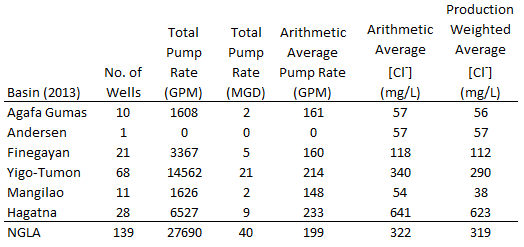 Production
Total Total Arithmetic Arithmetic Weighted
Pump Pump Average Average Average
No. of Rate Rate Pump Rate [Cl⁻] [Cl⁻]
Basin (2013) Wells (GPM) (MGD) (GPM) (mg/L) (mg/L)
Agafa Gumas 10 1608 2 161 57 56
Andersen 1 0 0 0 57 57
Finegayan 21 3367 5 160 118 112
Yigo-Tumon 68 14562 21 214 340 290
Mangilao 11 1626 2 148 54 38
Hagatna 28 6527 9 233 641 623
NGLA 139 27690 40 199 322 319